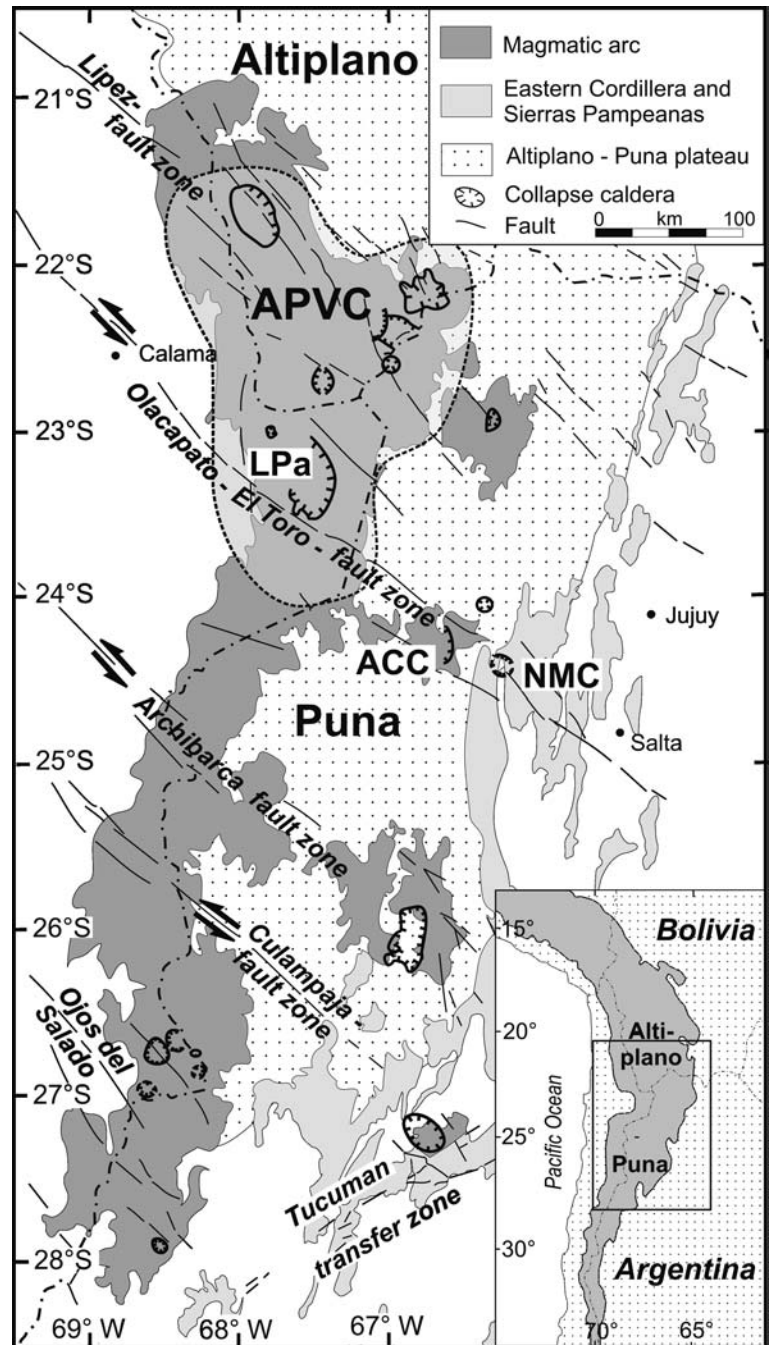 Magmatic arc
Eastern Cordillera and
Sierras Pampeanas
Altiplano - Puna plateau
Collapse caldera
Fault
0 km 100
Altiplano
21°S
Lipez-
fault zone
22°S
APVC
Calama
23°S
Olacapato - El Toro - fault zone
LPa
24°S
Jujuy
ACC
NMC
Puna
Salta
25°S
Archibarca fault zone
26°S
Culampaja -
fault zone
Ojos del
Salado
27°S
Tucuman
transfer zone
28°S
69° W
68° W
67° W
15°
Bolivia
20°
Alti-
plano
Pacific Ocean
25°
-
Puna
30°
Argentina
70°
65°